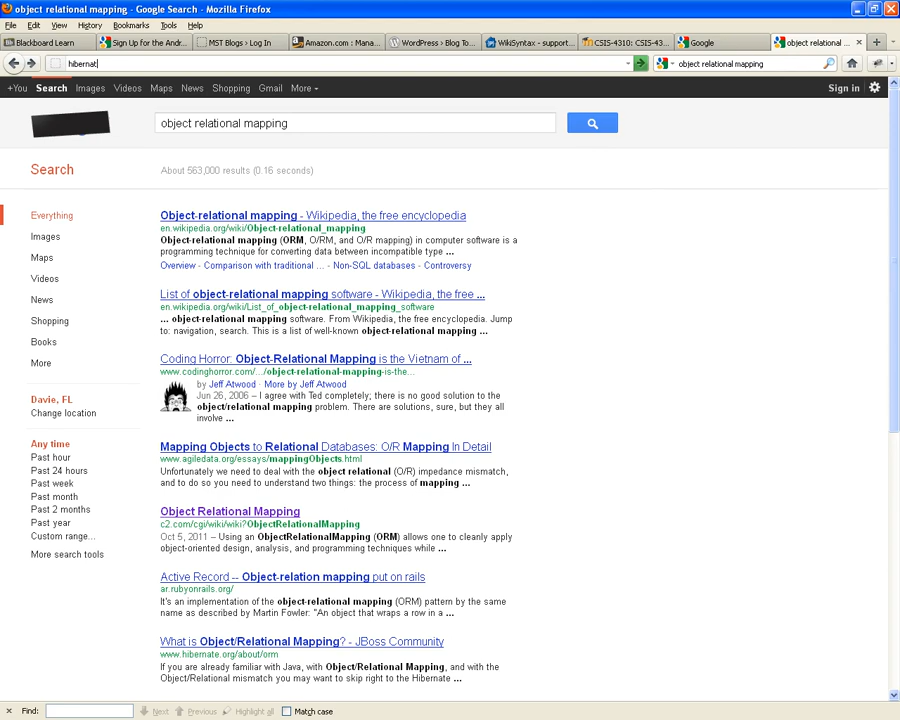 object relational mapping - Google Search - Mozilla Firefox
File Edit View History Bookmarks Tools Help
Blackboard Learn Sign Up for the Andr... MST Blogs › Log In Amazon.com : Mana... WordPress › Blog To... WikiSyntax - support... CSIS-4310: CSIS-43... Google object relational ...
hibernat object relational mapping
+You Search Images Videos Maps News Shopping Gmail More Sign in
object relational mapping
Search About 563,000 results (0.16 seconds)
Everything
Images
Maps
Videos
News
Shopping
Books
More
Davie, FL
Change location
Any time
Past hour
Past 24 hours
Past week
Past month
Past 2 months
Past year
Custom range...
More search tools
Object-relational mapping - Wikipedia, the free encyclopedia
en.wikipedia.org/wiki/Object-relational_mapping
Object-relational mapping (ORM, O/RM, and O/R mapping) in computer software is a
programming technique for converting data between incompatible type ...
Overview - Comparison with traditional ... - Non-SQL databases - Controversy
List of object-relational mapping software - Wikipedia, the free ...
en.wikipedia.org/wiki/List_of_object-relational_mapping_software
... object-relational mapping software. From Wikipedia, the free encyclopedia. Jump
to: navigation, search. This is a list of well-known object-relational mapping ...
Coding Horror: Object-Relational Mapping is the Vietnam of ...
www.codinghorror.com/.../object-relational-mapping-is-the...
by Jeff Atwood · More by Jeff Atwood
Jun 26, 2006 – I agree with Ted completely; there is no good solution to the
object/relational mapping problem. There are solutions, sure, but they all
involve ...
Mapping Objects to Relational Databases: O/R Mapping In Detail
www.agiledata.org/essays/mappingObjects.html
Unfortunately we need to deal with the object relational (O/R) impedance mismatch,
and to do so you need to understand two things: the process of mapping ...
Object Relational Mapping
c2.com/cgi/wiki/wiki?ObjectRelationalMapping
Oct 5, 2011 – Using an ObjectRelationalMapping (ORM) allows one to cleanly apply
object-oriented design, analysis, and programming techniques while ...
Active Record -- Object-relation mapping put on rails
ar.rubyonrails.org/
It's an implementation of the object-relational mapping (ORM) pattern by the same
name as described by Martin Fowler: "An object that wraps a row in a ...
What is Object/Relational Mapping? - JBoss Community
www.hibernate.org/about/orm
If you are already familiar with Java, with Object/Relational Mapping, and with the
Object/Relational mismatch you may want to skip right to the Hibernate ...
Find: Next Previous Highlight all Match case